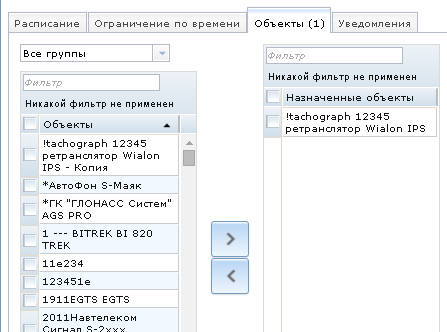 Расписание Ограничение по времени Объекты (1) Уведомления
Все группы
Фильтр
Никакой фильтр не применен
Объекты
!tachograph 12345
ретранслятор Wialon
IPS - Копия
*АвтоФон S-Маяк
*ГК "ГЛОНАСС Систем"
AGS PRO
1 --- BITREK BI 820
TREK
11e234
123451e
1911EGTS EGTS
2011Навтелеком
Сигнал S-2xxx
Фильтр
Никакой фильтр не применен
Назначенные объекты
!tachograph 12345
ретранслятор Wialon IPS